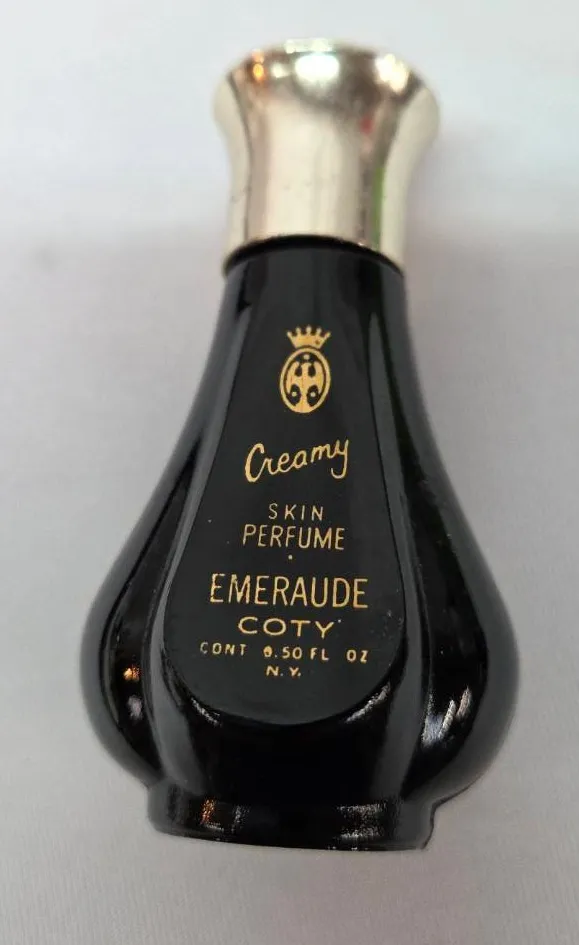 Creamy
SKIN
PERFUME
EMERAUDE
COTY
CONT 0.50 FL OZ
N.Y.